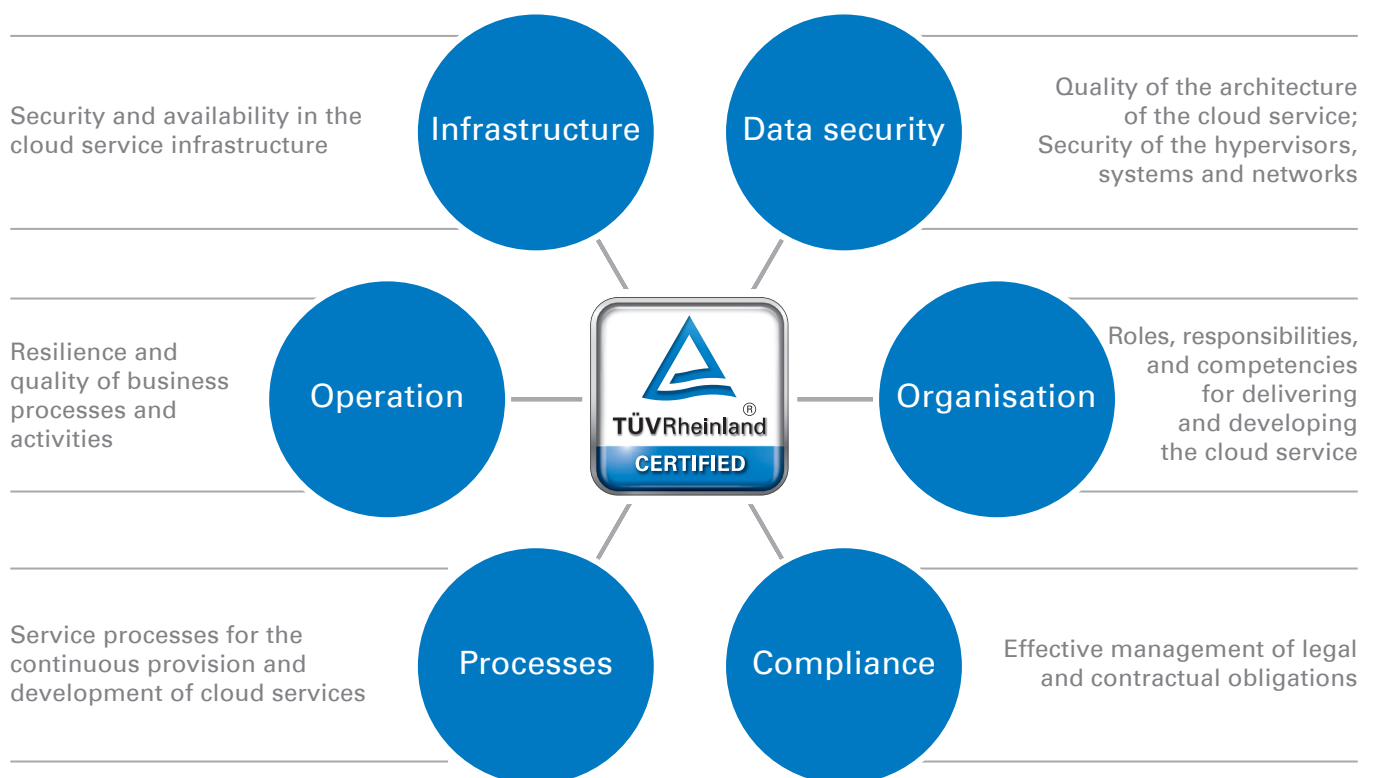 Infrastructure
Security and availability in the
cloud service infrastructure
Data security
Quality of the architecture
of the cloud service;
Security of the hypervisors,
systems and networks
Operation
Resilience and
quality of business
processes and
activities
TÜVRheinland®
CERTIFIED
Organisation
Roles, responsibilities,
and competencies
for delivering
and developing
the cloud service
Processes
Service processes for the
continuous provision and
development of cloud services
Compliance
Effective management of legal
and contractual obligations